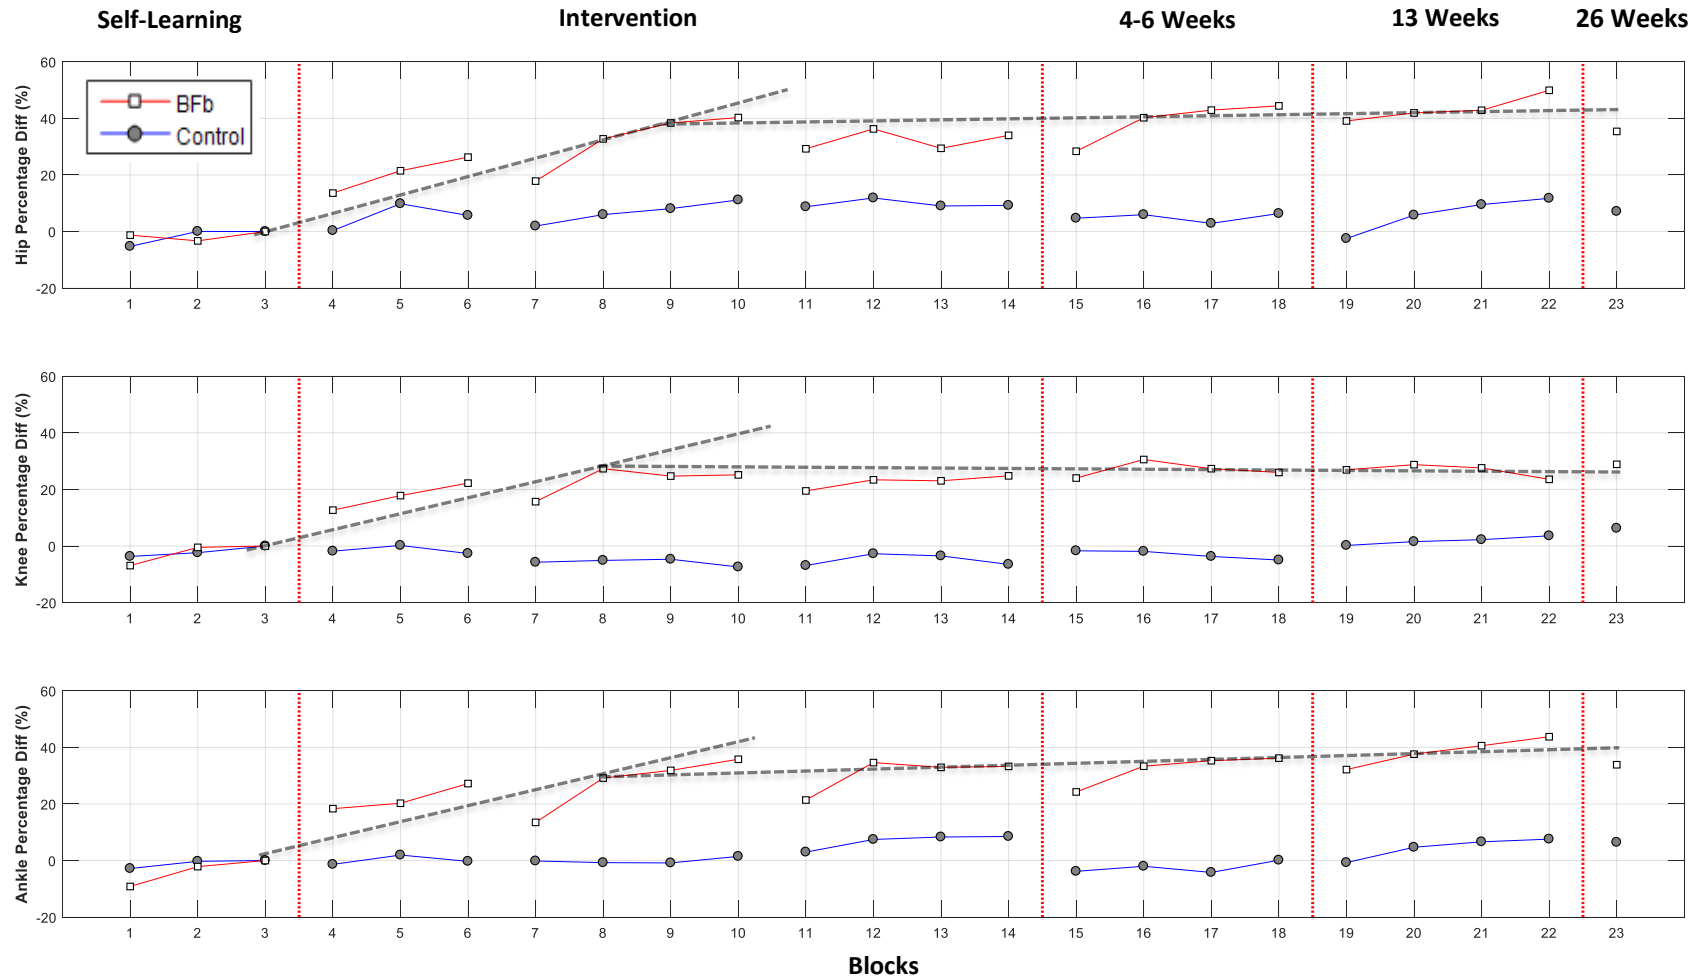 Self-Learning Intervention 4-6 Weeks 13 Weeks 26 Weeks
Hip Percentage Diff (%)
60
40
20
0
-20
BFb
Control
1 2 3 4 5 6 7 8 9 10 11 12 13 14 15 16 17 18 19 20 21 22 23
Knee Percentage Diff (%)
60
40
20
0
-20
1 2 3 4 5 6 7 8 9 10 11 12 13 14 15 16 17 18 19 20 21 22 23
Ankle Percentage Diff (%)
60
40
20
0
-20
1 2 3 4 5 6 7 8 9 10 11 12 13 14 15 16 17 18 19 20 21 22 23
Blocks